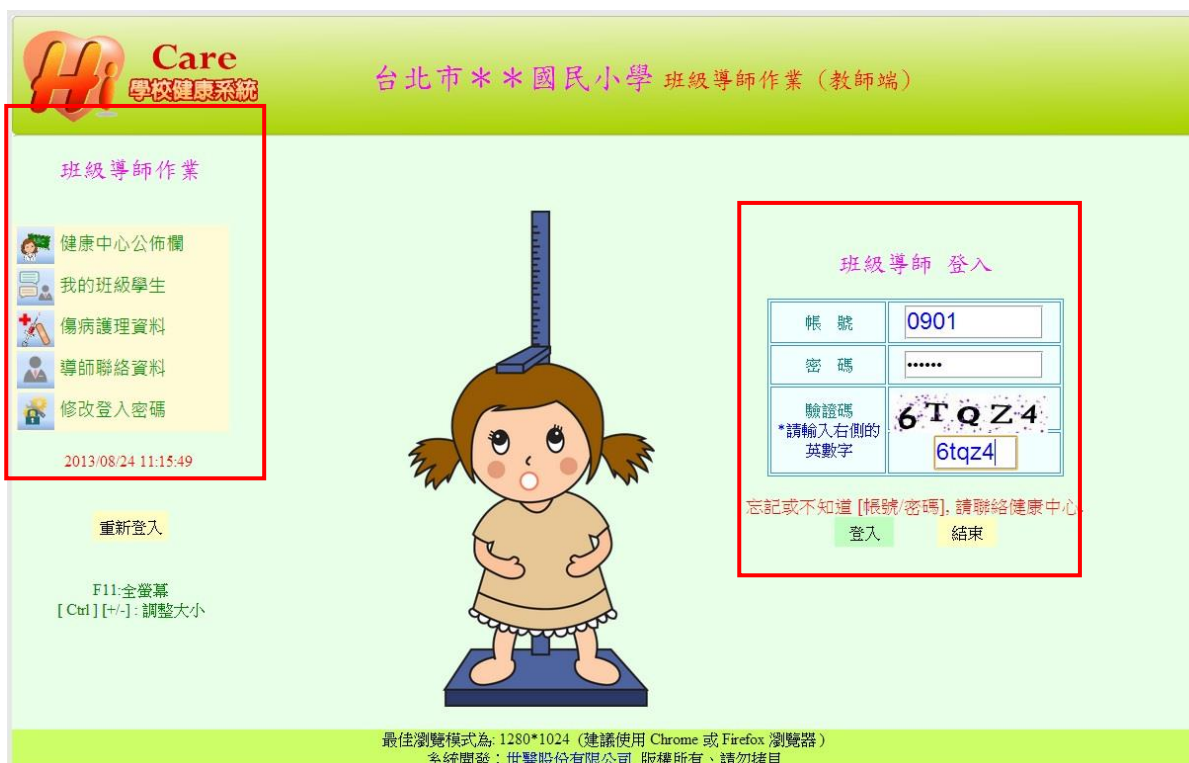 Hi Care
學校健康系統
台北市＊＊國民小學 班級導師作業（教師端）
班級導師作業
健康中心公佈欄
我的班級學生
傷病護理資料
導師聯絡資料
修改登入密碼
2013/08/24 11:15:49
重新登入
F11:全螢幕
[ Ctrl ] [+/-] : 調整大小
班級導師 登入
帳 號 0901
密 碼 ••••••
驗證碼 6TQZ4
*請輸入右側的
英數字 6tqz4
忘記或不知道 [帳號/密碼], 請聯絡健康中心.
登入 結束
最佳瀏覽模式為: 1280*1024（建議使用 Chrome 或 Firefox 瀏覽器）
系統開發：世醫股份有限公司 版權所有、請勿拷貝